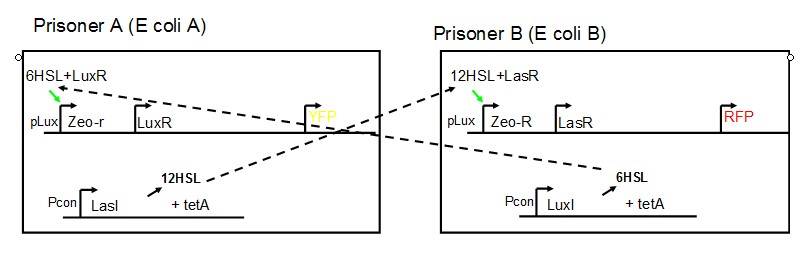 Prisoner A (E coli A)
6HSL+LuxR
pLux Zeo-r LuxR YFP
12HSL
Pcon LasI + tetA
Prisoner B (E coli B)
12HSL+LasR
pLux Zeo-R LasR RFP
6HSL
Pcon LuxI + tetA